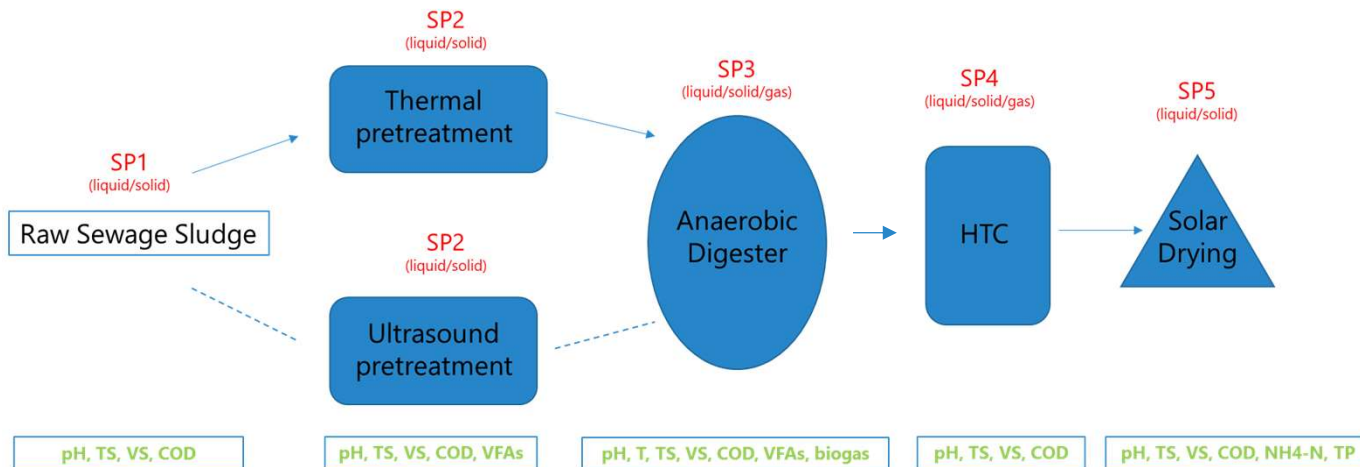 SP1
(liquid/solid)
Raw Sewage Sludge
SP2
(liquid/solid)
Thermal
pretreatment
SP2
(liquid/solid)
Ultrasound
pretreatment
SP3
(liquid/solid/gas)
Anaerobic
Digester
SP4
(liquid/solid/gas)
HTC
SP5
(liquid/solid)
Solar
Drying
pH, TS, VS, COD
pH, TS, VS, COD, VFAs
pH, T, TS, VS, COD, VFAs, biogas
pH, TS, VS, COD
pH, TS, VS, COD, NH4-N, TP